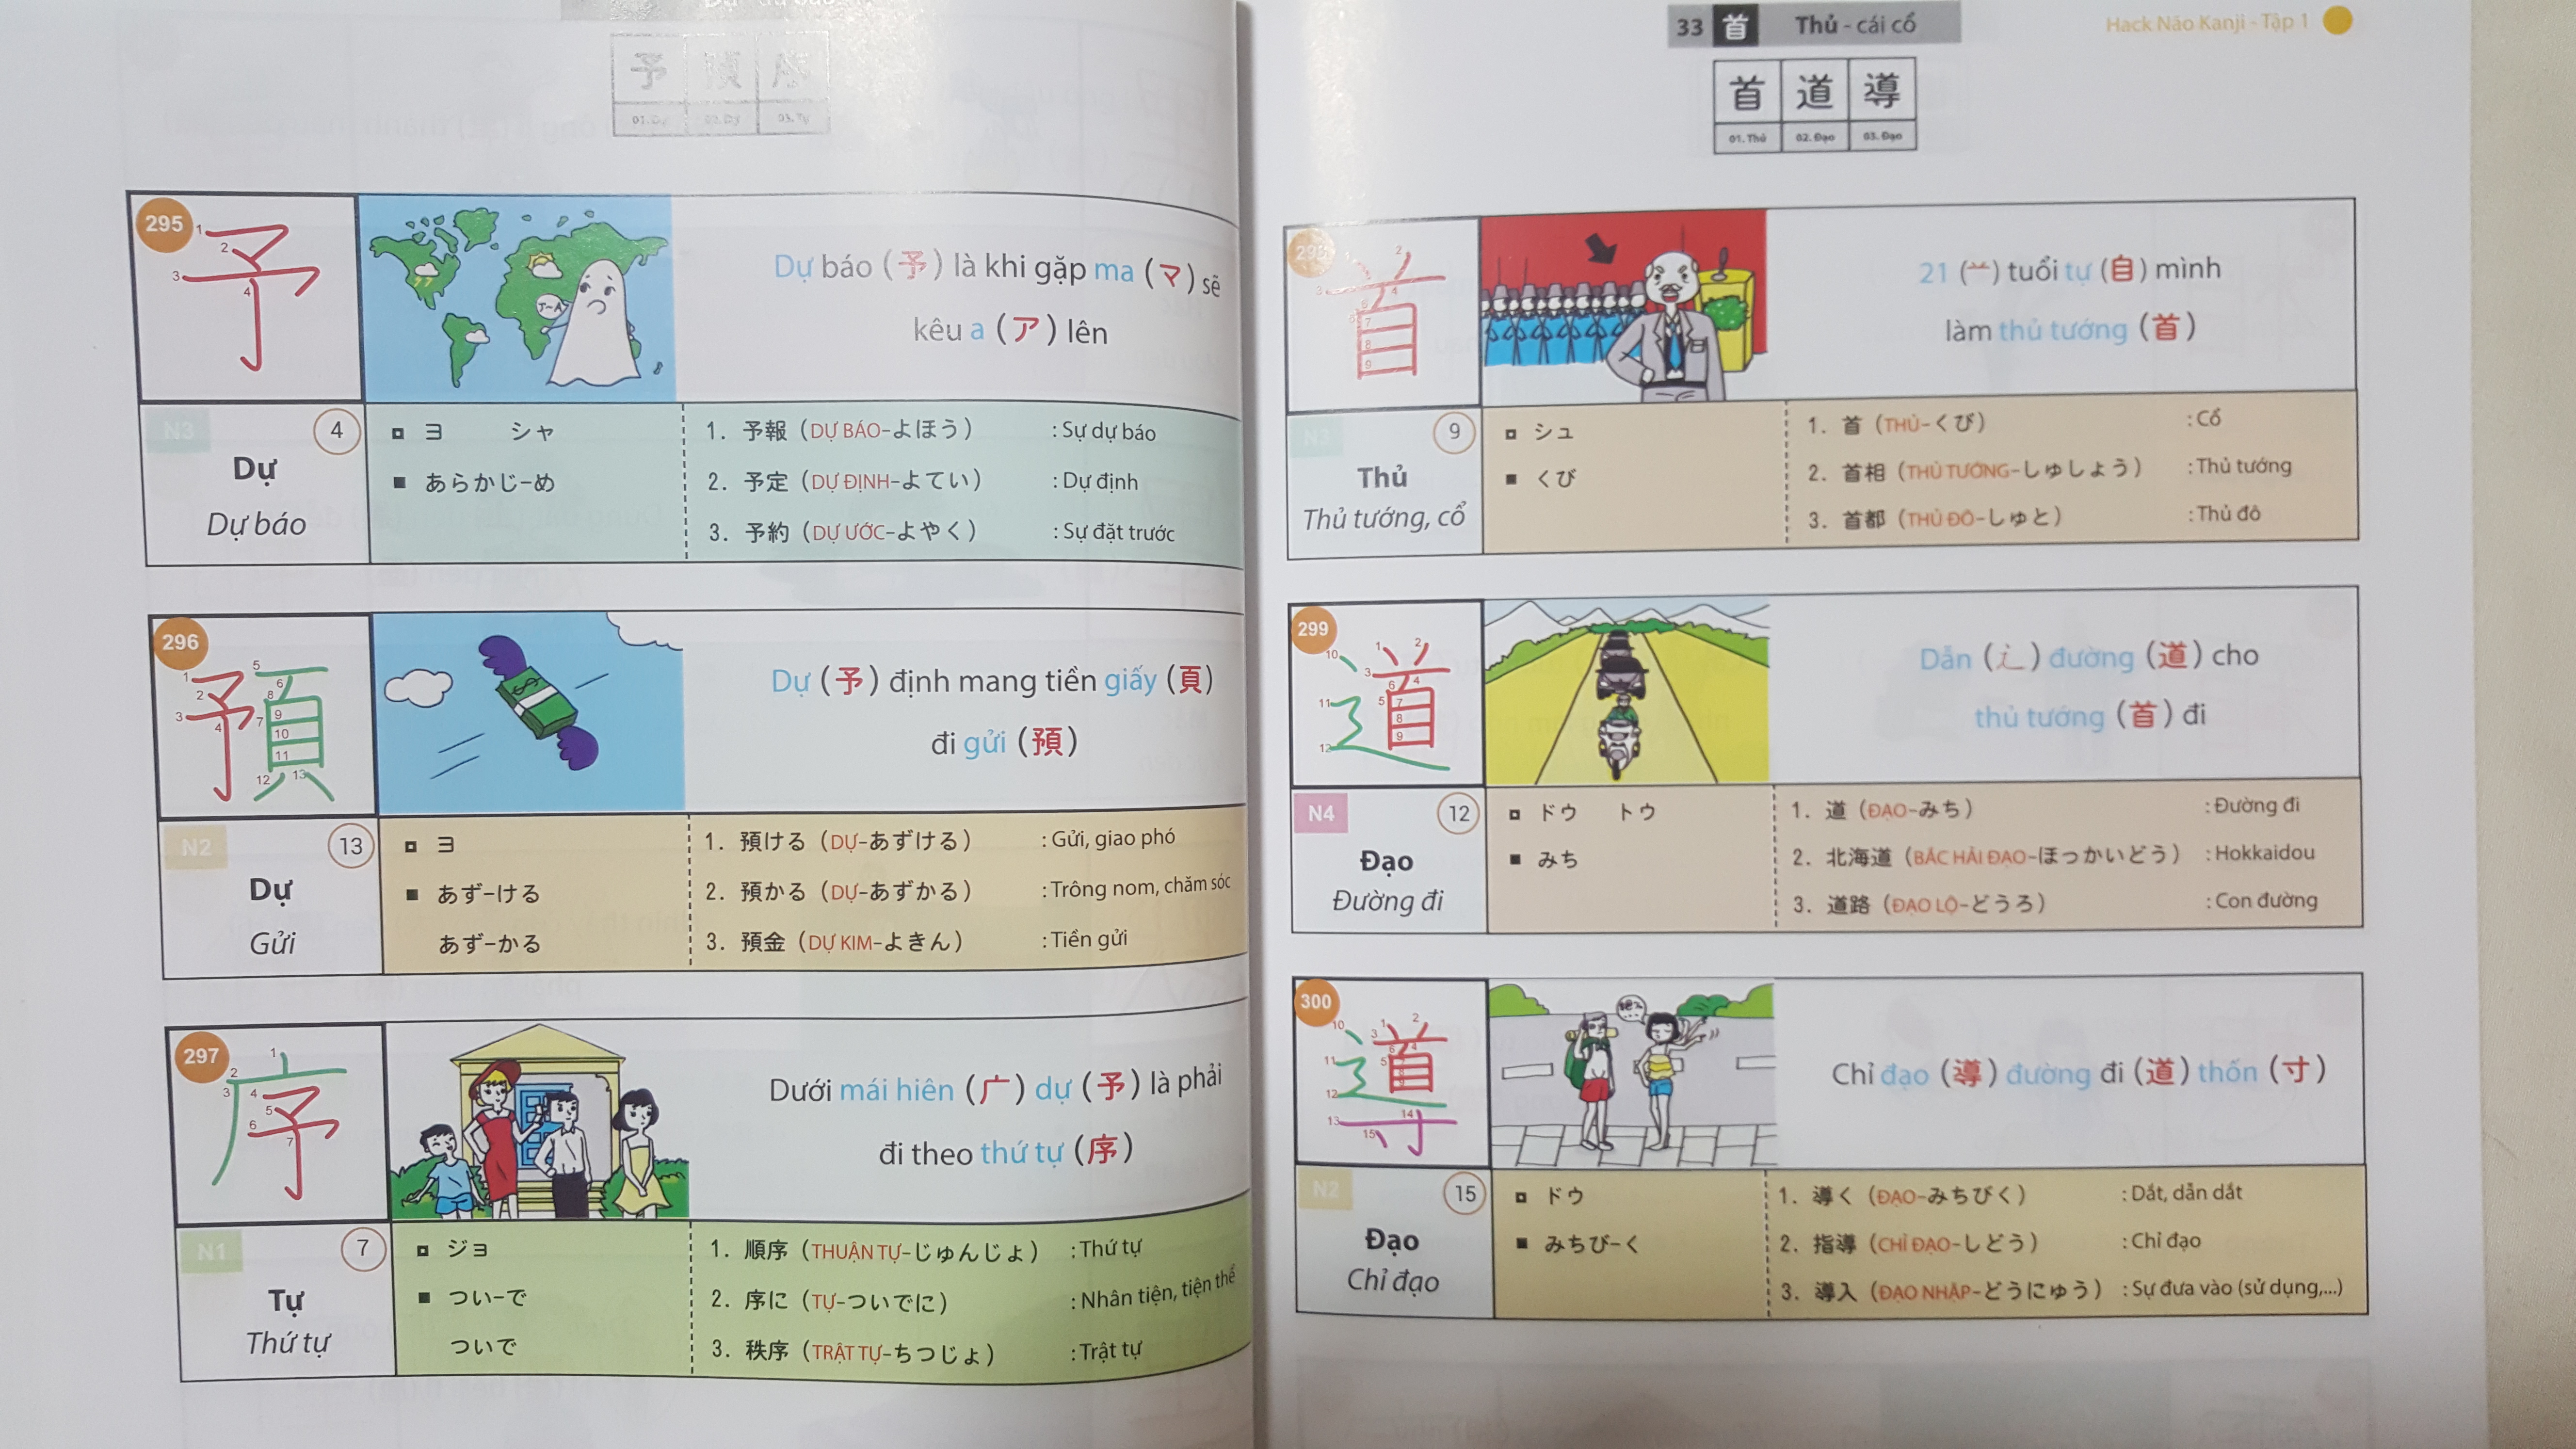 予 預 序
01. Dự 02. Dự 03. Tự
295
予
N3
4
Dự
Dự báo
Dự báo (予) là khi gặp ma (マ) sẽ
kêu a (ア) lên
ヨ シャ
あらかじ-め
1. 予報 (DỰ BÁO-よほう) : Sự dự báo
2. 予定 (DỰ ĐỊNH-よてい) : Dự định
3. 予約 (DỰ ƯỚC-よやく) : Sự đặt trước
296
預
N2
13
Dự
Gửi
Dự (予) định mang tiền giấy (頁)
đi gửi (預)
ヨ
あず-ける
あず-かる
1. 預ける (DỰ-あずける) : Gửi, giao phó
2. 預かる (DỰ-あずかる) : Trông nom, chăm sóc
3. 預金 (DỰ KIM-よきん) : Tiền gửi
297
序
N1
7
Tự
Thứ tự
Dưới mái hiên (广) dự (予) là phải
đi theo thứ tự (序)
ジョ
つい-で
ついで
1. 順序 (THUẬN TỰ-じゅんじょ) : Thứ tự
2. 序に (TỰ-ついでに) : Nhân tiện, tiện thể
3. 秩序 (TRẬT TỰ-ちつじょ) : Trật tự
Hack Não Kanji - Tập 1
33 首 Thủ - cái cổ
首 道 導
01. Thủ 02. Đạo 03. Đạo
298
首
N3
9
Thủ
Thủ tướng, cổ
21 (䒑) tuổi tự (自) mình
làm thủ tướng (首)
シュ
くび
1. 首 (THỦ-くび) : Cổ
2. 首相 (THỦ TƯỚNG-しゅしょう) : Thủ tướng
3. 首都 (THỦ ĐÔ-しゅと) : Thủ đô
299
道
N4
12
Đạo
Đường đi
Dẫn (辶) đường (道) cho
thủ tướng (首) đi
ドウ トウ
みち
1. 道 (ĐẠO-みち) : Đường đi
2. 北海道 (BẮC HẢI ĐẠO-ほっかいどう) : Hokkaidou
3. 道路 (ĐẠO LỘ-どうろ) : Con đường
300
導
N2
15
Đạo
Chỉ đạo
Chỉ đạo (導) đường đi (道) thốn (寸)
ドウ
みちび-く
1. 導く (ĐẠO-みちびく) : Dắt, dẫn dắt
2. 指導 (CHỈ ĐẠO-しどう) : Chỉ đạo
3. 導入 (ĐẠO NHẬP-どうにゅう) : Sự đưa vào (sử dụng,...)